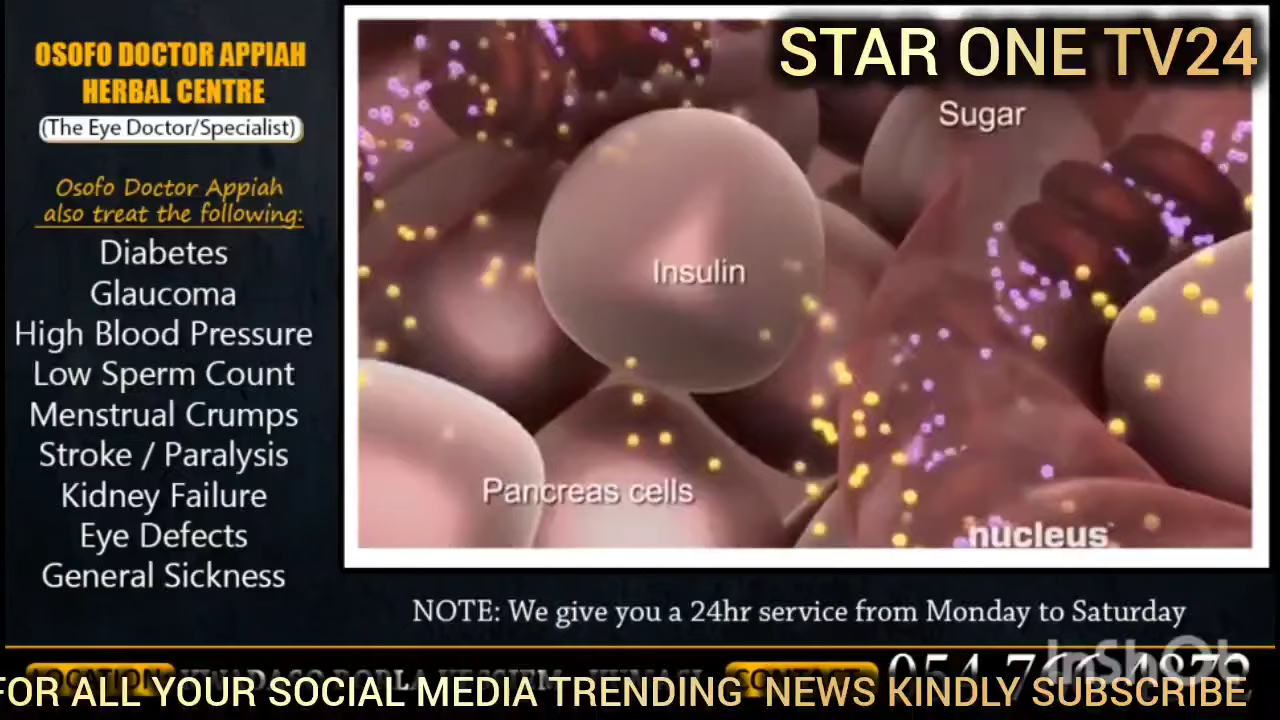 OSOFO DOCTOR APPIAH
HERBAL CENTRE
(The Eye Doctor/Specialist)
Osofo Doctor Appiah
also treat the following:
Diabetes
Glaucoma
High Blood Pressure
Low Sperm Count
Menstrual Crumps
Stroke / Paralysis
Kidney Failure
Eye Defects
General Sickness
STAR ONE TV24
Sugar
Insulin
Pancreas cells
nucleus
NOTE: We give you a 24hr service from Monday to Saturday
LOCATION
CONTACT
InShOt
FOR ALL YOUR SOCIAL MEDIA TRENDING NEWS KINDLY SUBSCRIBE